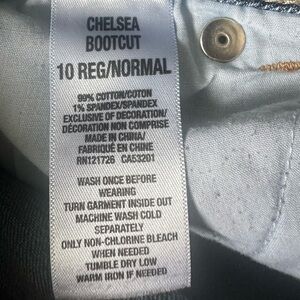 CHELSEA
BOOTCUT
10 REG/NORMAL
99% COTTON/COTON
1% SPANDEX/SPANDEX
EXCLUSIVE OF DECORATION/
DÉCORATION NON COMPRISE
MADE IN CHINA/
FABRIQUÉ EN CHINE
RN121726 CA53201
WASH ONCE BEFORE
WEARING
TURN GARMENT INSIDE OUT
MACHINE WASH COLD
SEPARATELY
ONLY NON-CHLORINE BLEACH
WHEN NEEDED
TUMBLE DRY LOW
WARM IRON IF NEEDED